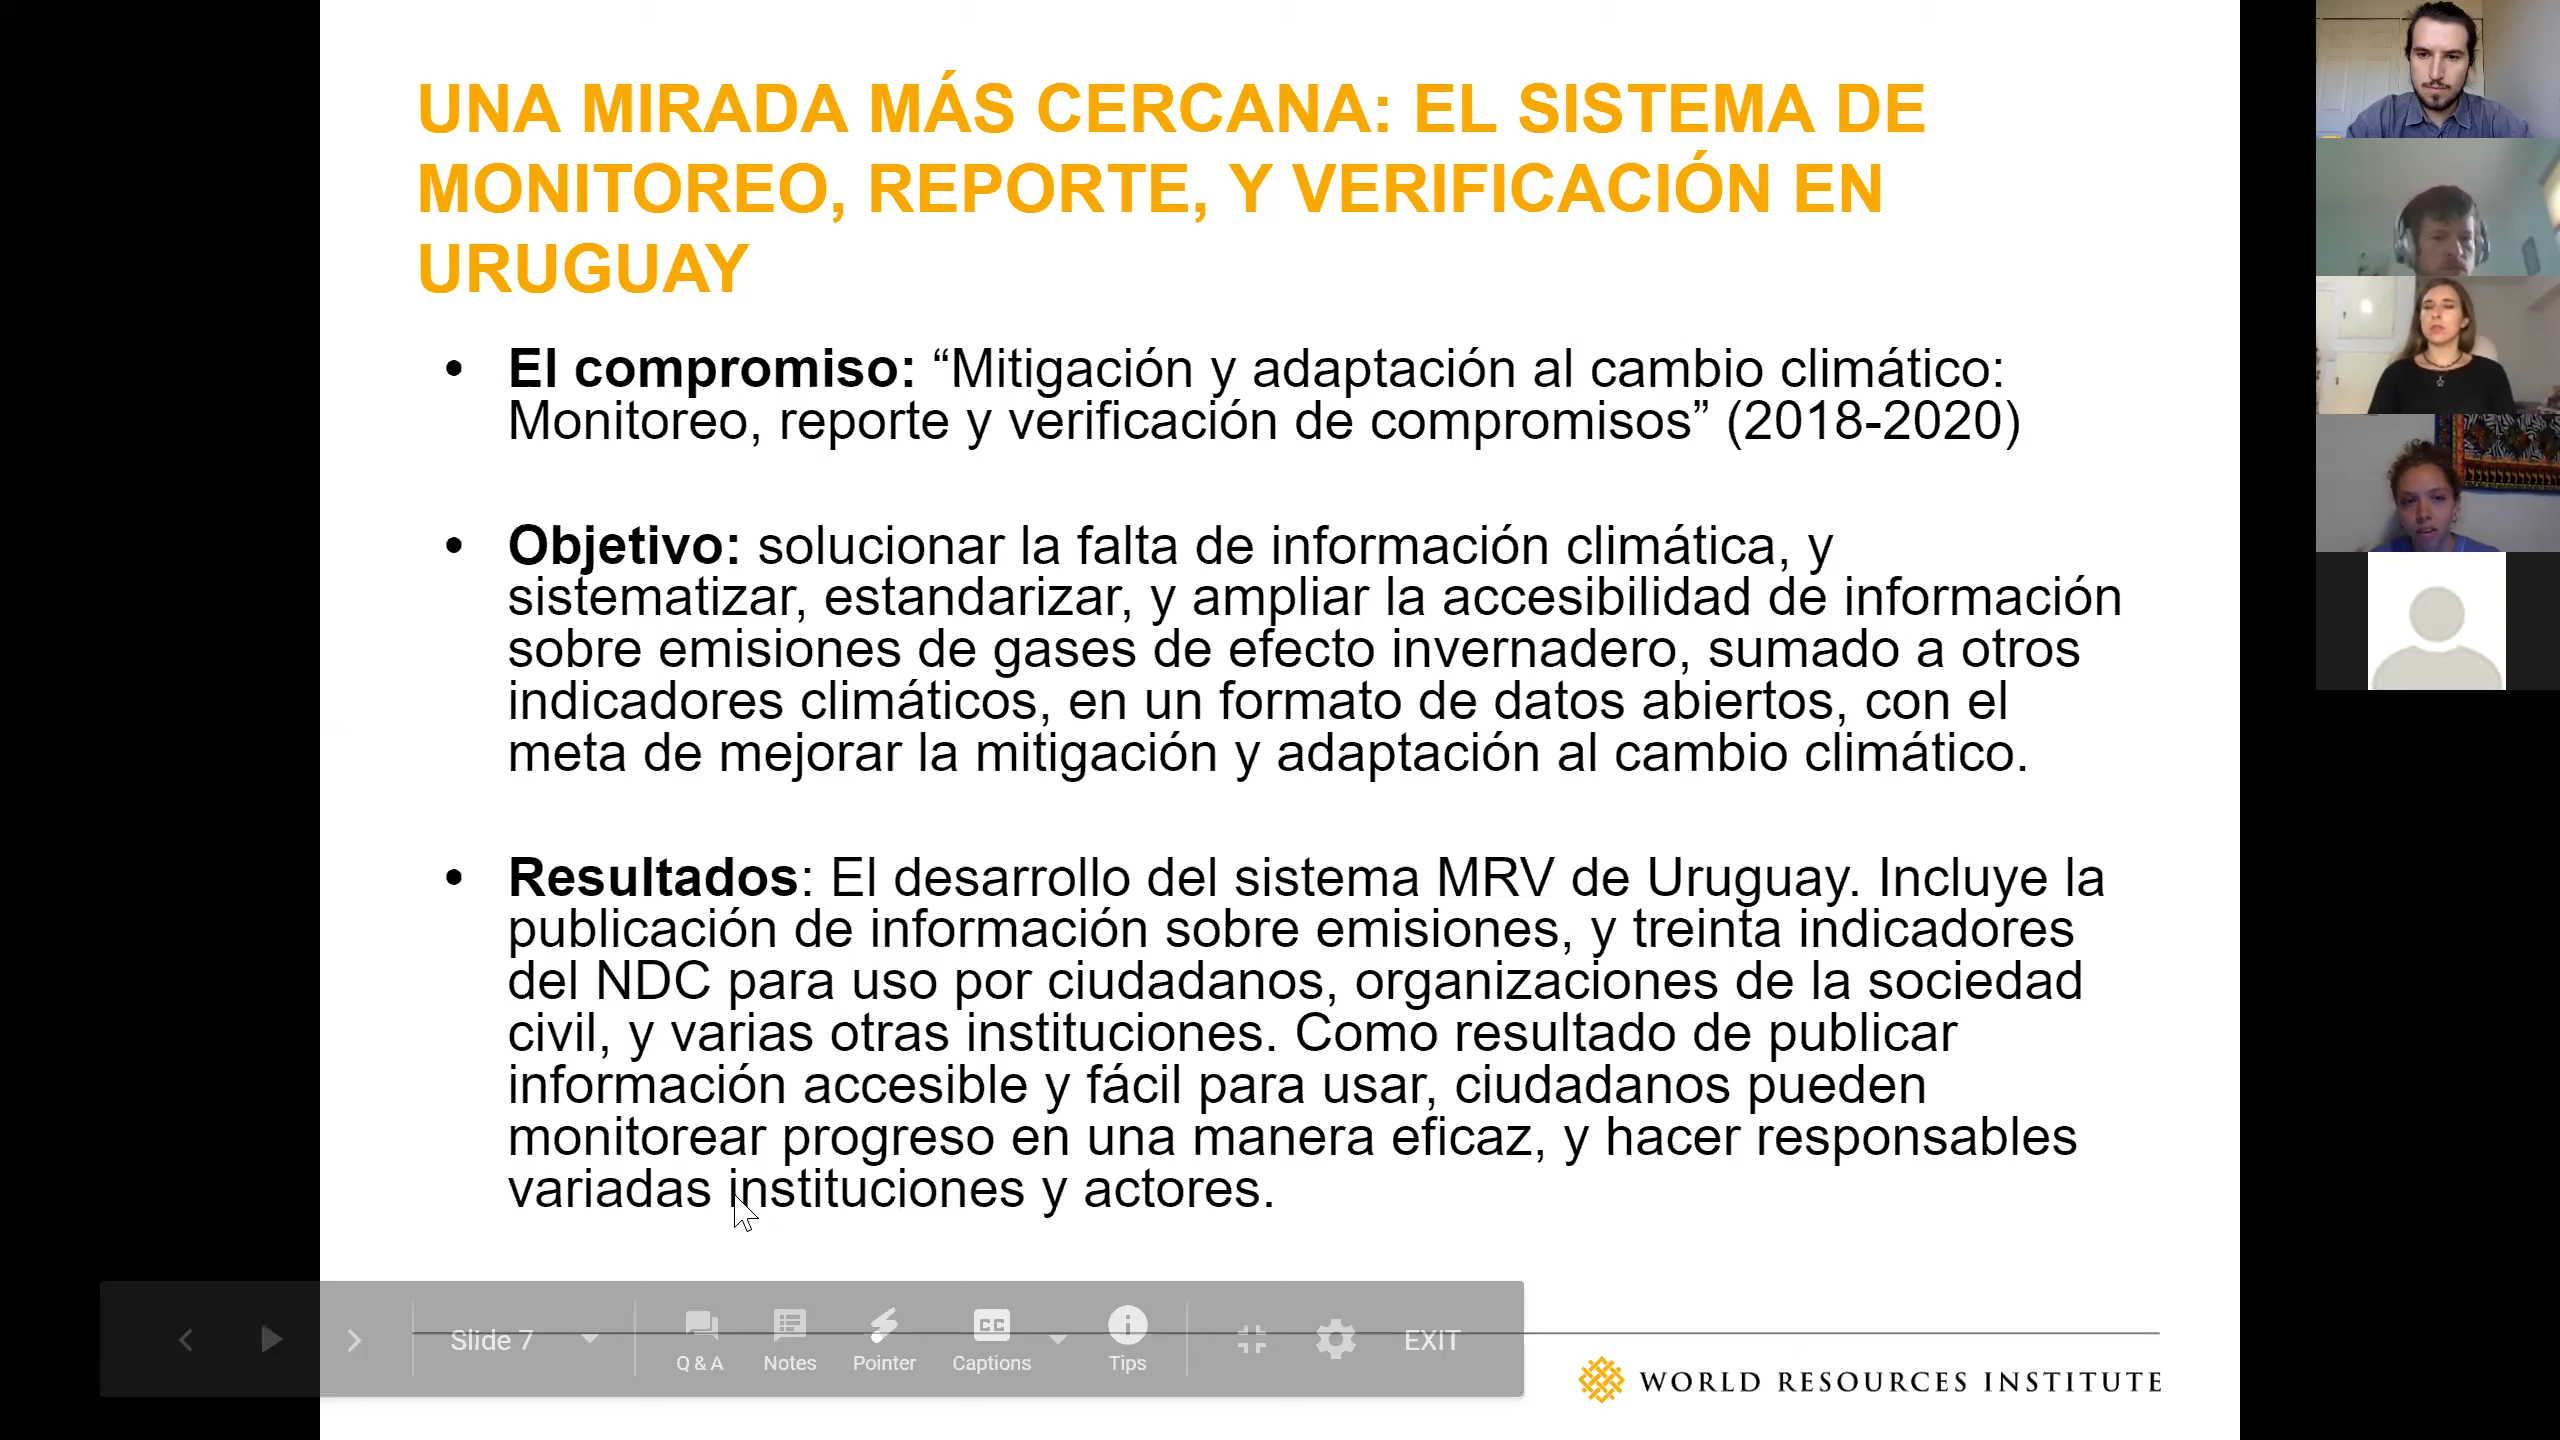 UNA MIRADA MÁS CERCANA: EL SISTEMA DE
MONITOREO, REPORTE, Y VERIFICACIÓN EN
URUGUAY
• El compromiso: “Mitigación y adaptación al cambio climático:
Monitoreo, reporte y verificación de compromisos” (2018-2020)
• Objetivo: solucionar la falta de información climática, y
sistematizar, estandarizar, y ampliar la accesibilidad de información
sobre emisiones de gases de efecto invernadero, sumado a otros
indicadores climáticos, en un formato de datos abiertos, con el
meta de mejorar la mitigación y adaptación al cambio climático.
• Resultados: El desarrollo del sistema MRV de Uruguay. Incluye la
publicación de información sobre emisiones, y treinta indicadores
del NDC para uso por ciudadanos, organizaciones de la sociedad
civil, y varias otras instituciones. Como resultado de publicar
información accesible y fácil para usar, ciudadanos pueden
monitorear progreso en una manera eficaz, y hacer responsables
variadas instituciones y actores.
Slide 7
Q & A
Notes
Pointer
CC
Captions
Tips
EXIT
WORLD RESOURCES INSTITUTE